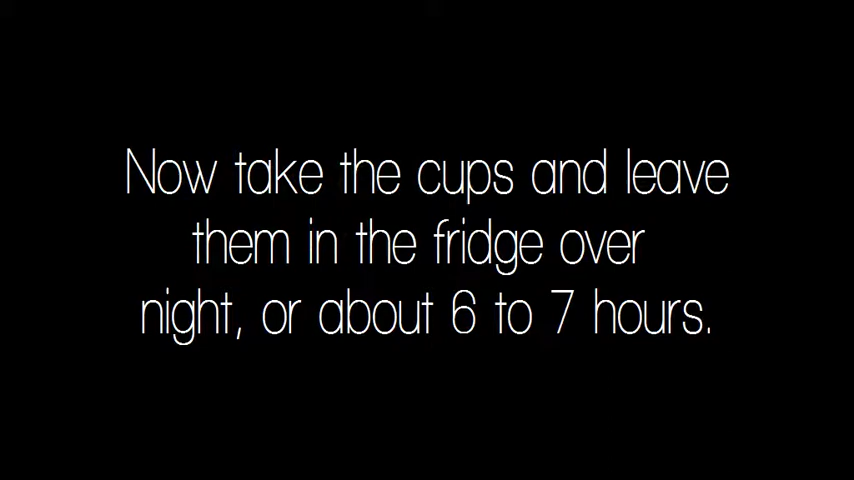 Now take the cups and leave
them in the fridge over
night, or about 6 to 7 hours.